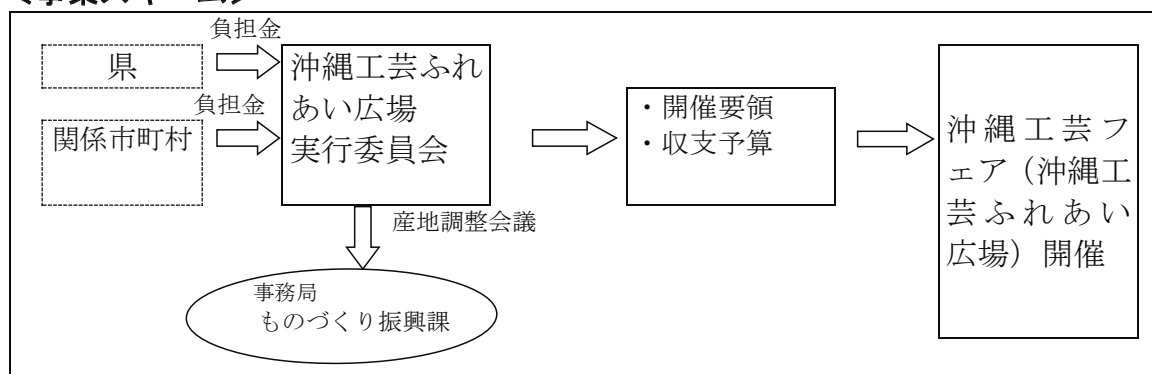 負担金
県
負担金
関係市町村
沖縄工芸ふれ
あい広場
実行委員会
・開催要領
・収支予算
沖縄工芸フ
ェア（沖縄工
芸ふれあい
広場）開催
産地調整会議
事務局
ものづくり振興課